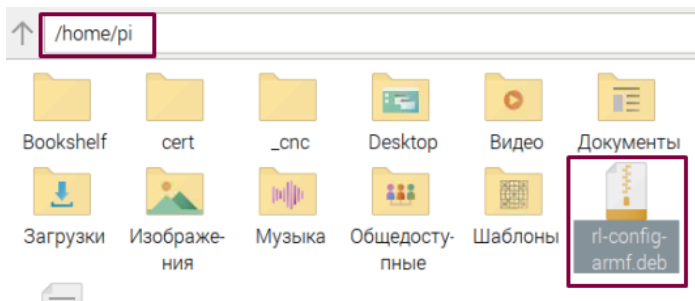 /home/pi
Bookshelf cert _cnc Desktop Видео Документы
Загрузки Изображе- Музыка Общедосту- Шаблоны rl-config-
ния пные armf.deb